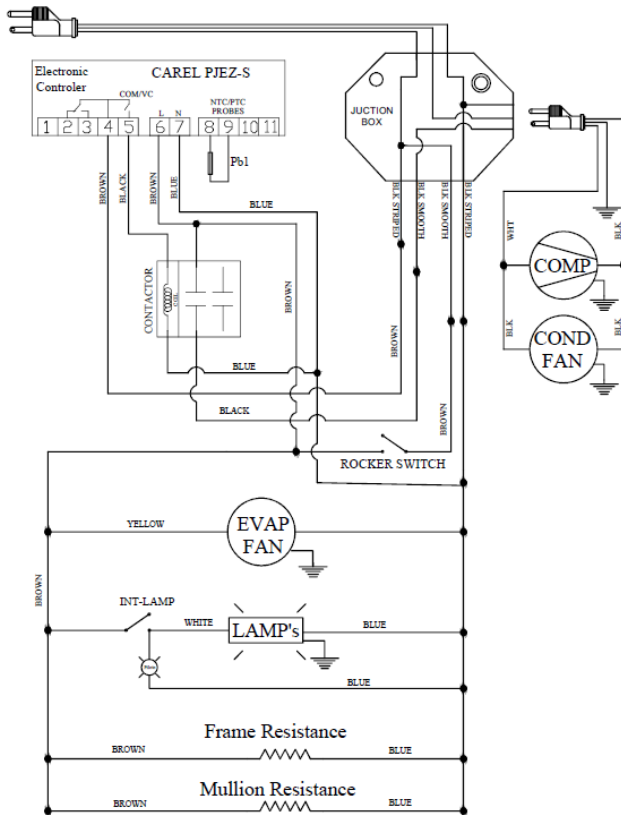 Electronic
Controler
CAREL PJEZ-S
COM/VC
L N
NTC/PTC
PROBES
1 2 3 4 5 6 7 8 9 10 11
Pb1
JUCTION
BOX
BROWN
BLACK
BROWN
BLUE
BLUE
BLK STRIPED
BLK SMOOTH
BLK SMOOTH
BLK STRIPED
WHT
BLK
COMP
CONTACTOR
COIL
BROWN
BLK
BLK
COND
FAN
BLUE
BROWN
BLACK
BROWN
ROCKER SWITCH
YELLOW
EVAP
FAN
BROWN
INT-LAMP
WHITE
LAMP's
BLUE
BLUE
Frame Resistance
BROWN
BLUE
Mullion Resistance
BROWN
BLUE